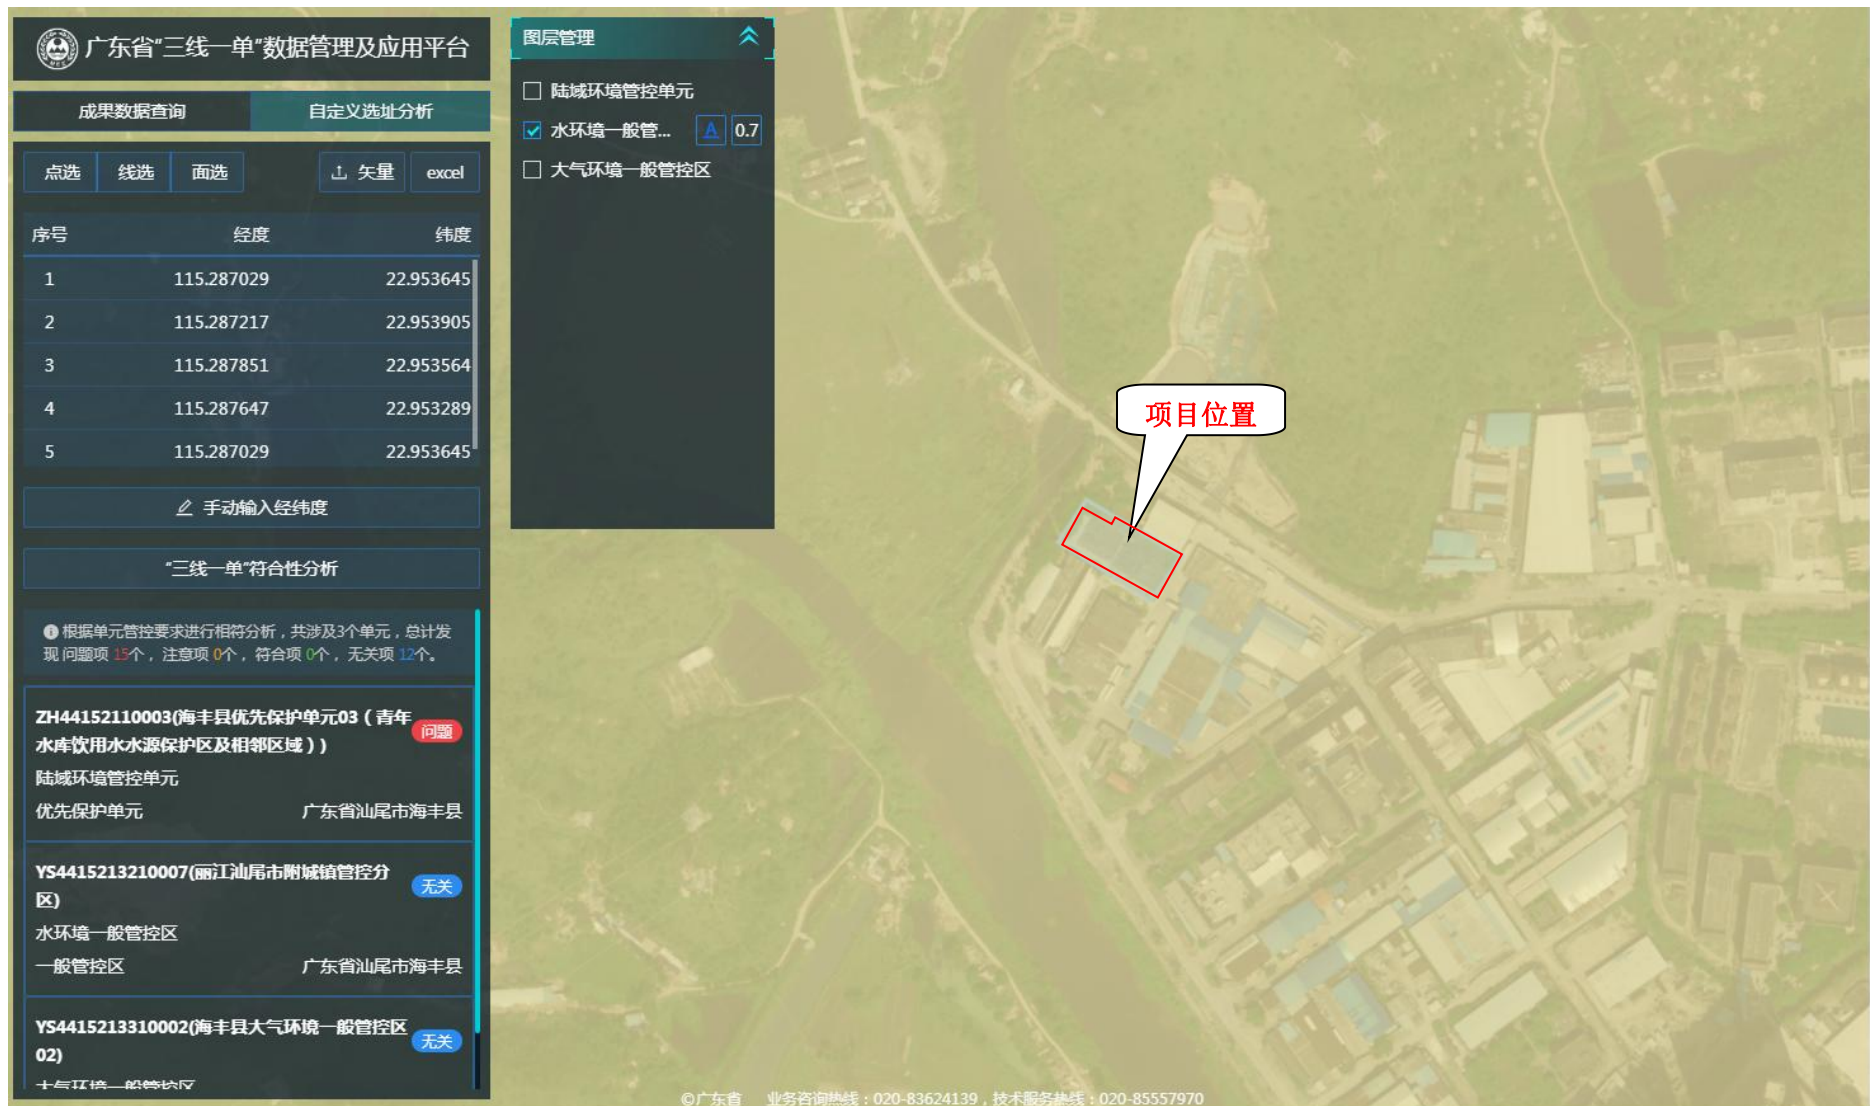 广东省"三线一单"数据管理及应用平台
成果数据查询 自定义选址分析
点选 线选 面选 矢量 excel
序号 经度 纬度
1 115.287029 22.953645
2 115.287217 22.953905
3 115.287851 22.953564
4 115.287647 22.953289
5 115.287029 22.953645
手动输入经纬度
"三线一单"符合性分析
根据单元管控要求进行相符分析，共涉及3个单元，总计发
现 问题项 15个，注意项 0个，符合项 0个，无关项 12个。
ZH44152110003(海丰县优先保护单元03（青年
水库饮用水水源保护区及相邻区域））
问题
陆域环境管控单元
优先保护单元 广东省汕尾市海丰县
YS4415213210007(丽江汕尾市附城镇管控分
区)
无关
水环境一般管控区
一般管控区 广东省汕尾市海丰县
YS4415213310002(海丰县大气环境一般管控区
02)
无关
大气环境一般管控区
图层管理
陆域环境管控单元
水环境一般管... A 0.7
大气环境一般管控区
项目位置
©广东省 业务咨询热线：020-83624139，技术服务热线：020-85557970